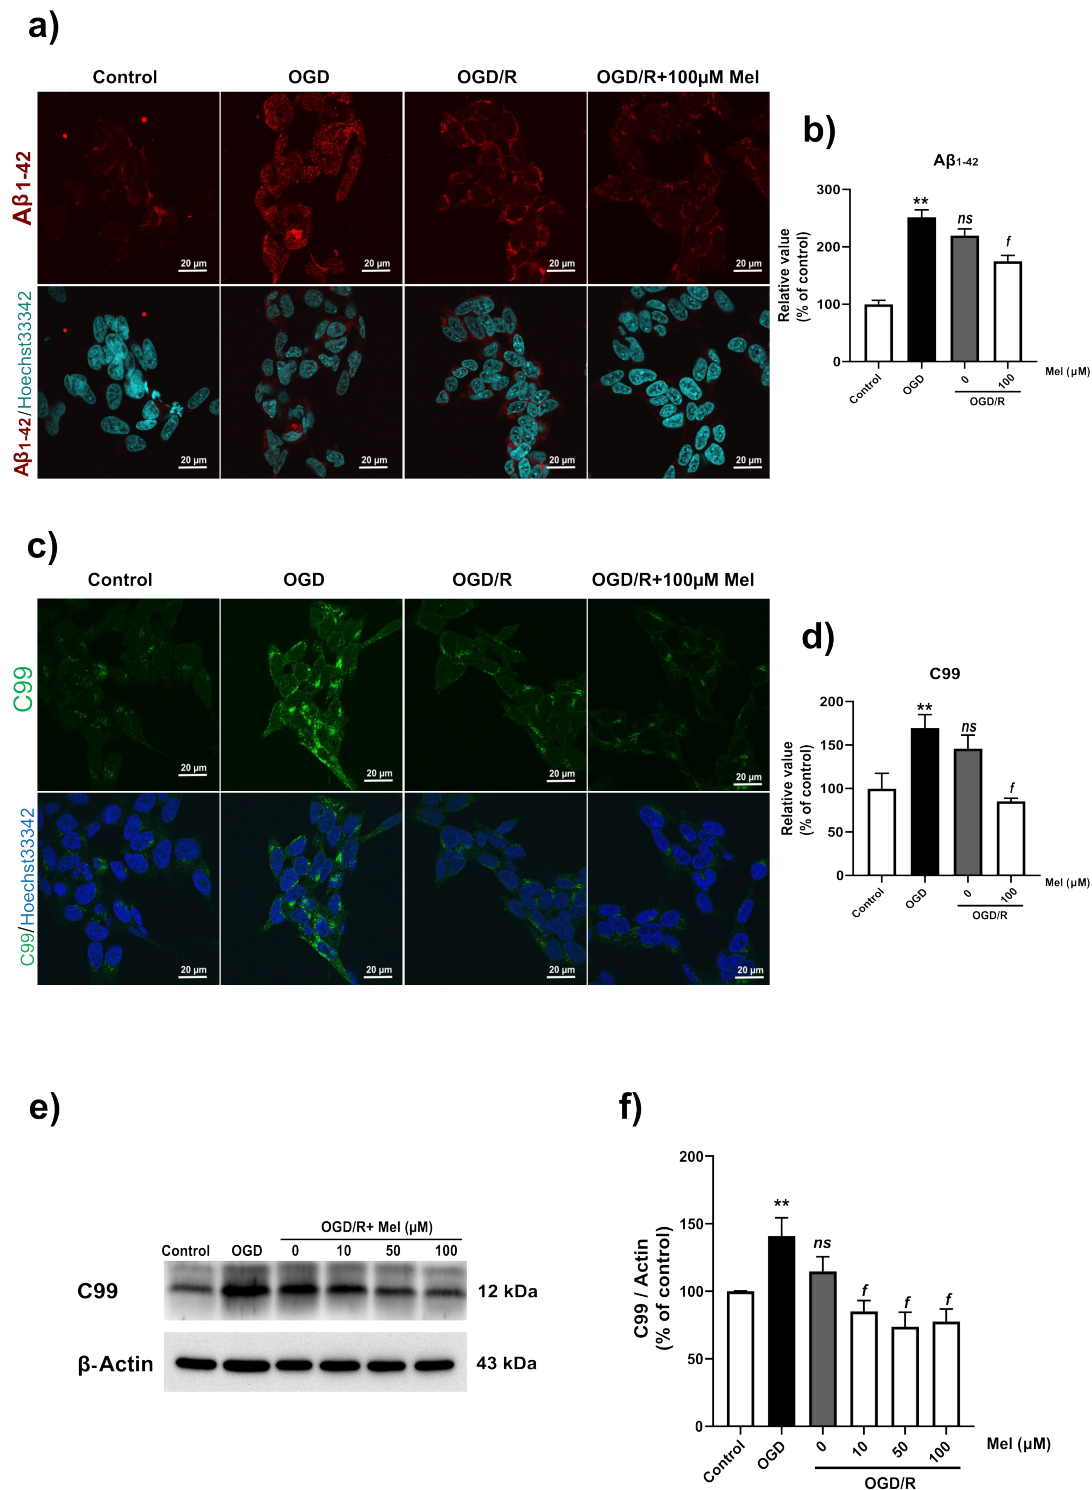 a)
Control OGD OGD/R OGD/R+100µM Mel
Aβ1-42
20 µm 20 µm 20 µm 20 µm
Aβ1-42/Hoechst33342
20 µm 20 µm 20 µm 20 µm
b)
Aβ1-42
Relative value
(% of control)
300
200
100
0
** ns f
Control OGD 0 100 Mel (µM)
OGD/R
c)
Control OGD OGD/R OGD/R+100µM Mel
C99
20 µm 20 µm 20 µm 20 µm
C99/Hoechst33342
20 µm 20 µm 20 µm 20 µm
d)
C99
Relative value
(% of control)
200
150
100
50
0
** ns f
Control OGD 0 100 Mel (µM)
OGD/R
e)
OGD/R+ Mel (µM)
Control OGD 0 10 50 100
C99 12 kDa
β-Actin 43 kDa
f)
C99 / Actin
(% of control)
200
150
100
50
0
** ns f f f
Control OGD 0 10 50 100 Mel (µM)
OGD/R